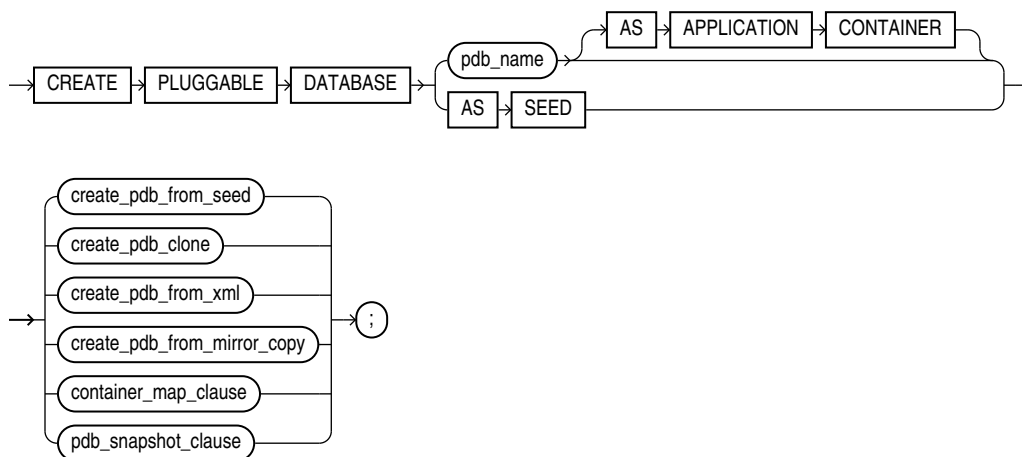 AS APPLICATION CONTAINER
pdb_name
CREATE PLUGGABLE DATABASE
AS SEED
create_pdb_from_seed
create_pdb_clone
create_pdb_from_xml
;
create_pdb_from_mirror_copy
container_map_clause
pdb_snapshot_clause